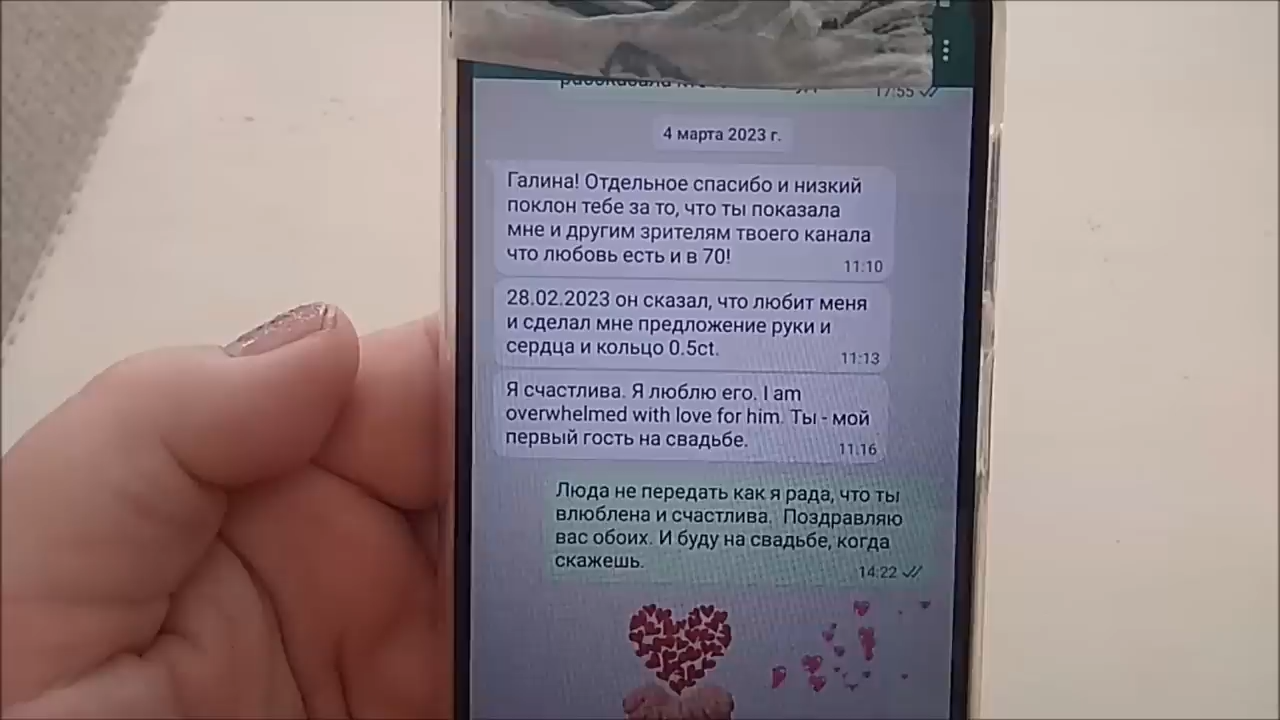 17:55
4 марта 2023 г.
Галина! Отдельное спасибо и низкий
поклон тебе за то, что ты показала
мне и другим зрителям твоего канала
что любовь есть и в 70!
11:10
28.02.2023 он сказал, что любит меня
и сделал мне предложение руки и
сердца и кольцо 0.5ct.
11:13
Я счастлива. Я люблю его. I am
overwhelmed with love for him. Ты - мой
первый гость на свадьбе.
11:16
Люда не передать как я рада, что ты
влюблена и счастлива. Поздравляю
вас обоих. И буду на свадьбе, когда
скажешь.
14:22